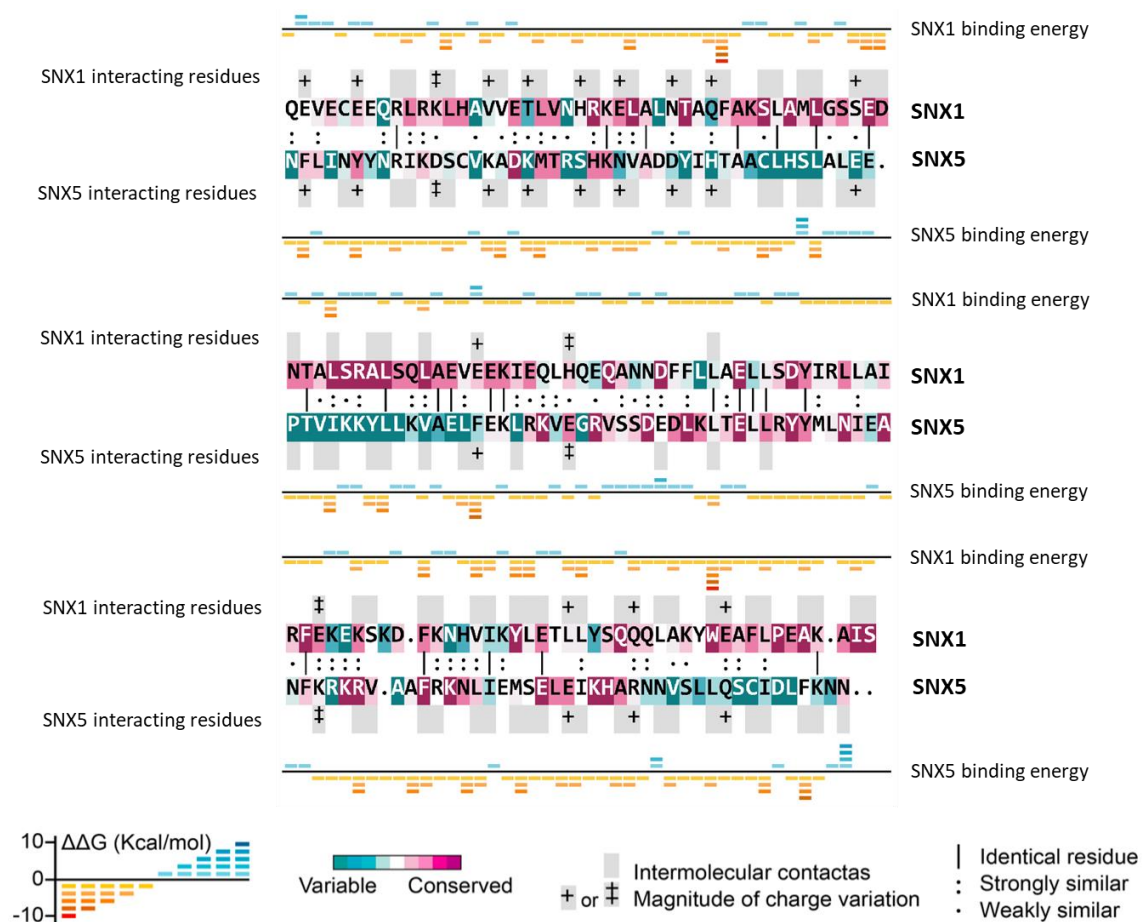 SNX1 binding energy
SNX1 interacting residues + + ‡ + + + + + + +
QEVECEEQRLRKLHAVVETLVNHRKELALNTAQFAKSLAMLGSSED SNX1
NFLINYYNRIKDSCVKADKMTRSHKNVADDYIHTAACLHSLALEE. SNX5
SNX5 interacting residues + + ‡ + + + + + + +
SNX5 binding energy
SNX1 binding energy
SNX1 interacting residues + ‡
NTALSRALSQLAEVEEKIEQLHQEQANNDFFLLAELLSDYIRLLAI SNX1
PTVIKKYLLKVAELFEKLRKVEGRVSSDEDLKLTELLRYYMLNIEA SNX5
SNX5 interacting residues + ‡
SNX5 binding energy
SNX1 binding energy
SNX1 interacting residues ‡ + + +
RFEKEKSKD.FKNHVIKYLETLLYSQQQLAKYWEAFLPEAK.AIS SNX1
NFKRKRV.AAFRKNLIEMSELEIKHARNNVSLLQSCIDLFKNN.. SNX5
SNX5 interacting residues ‡ + + +
SNX5 binding energy
10 ΔΔG (Kcal/mol)
0
-10
Variable Conserved
Intermolecular contactas
+ or ‡ Magnitude of charge variation
| Identical residue
: Strongly similar
· Weakly similar